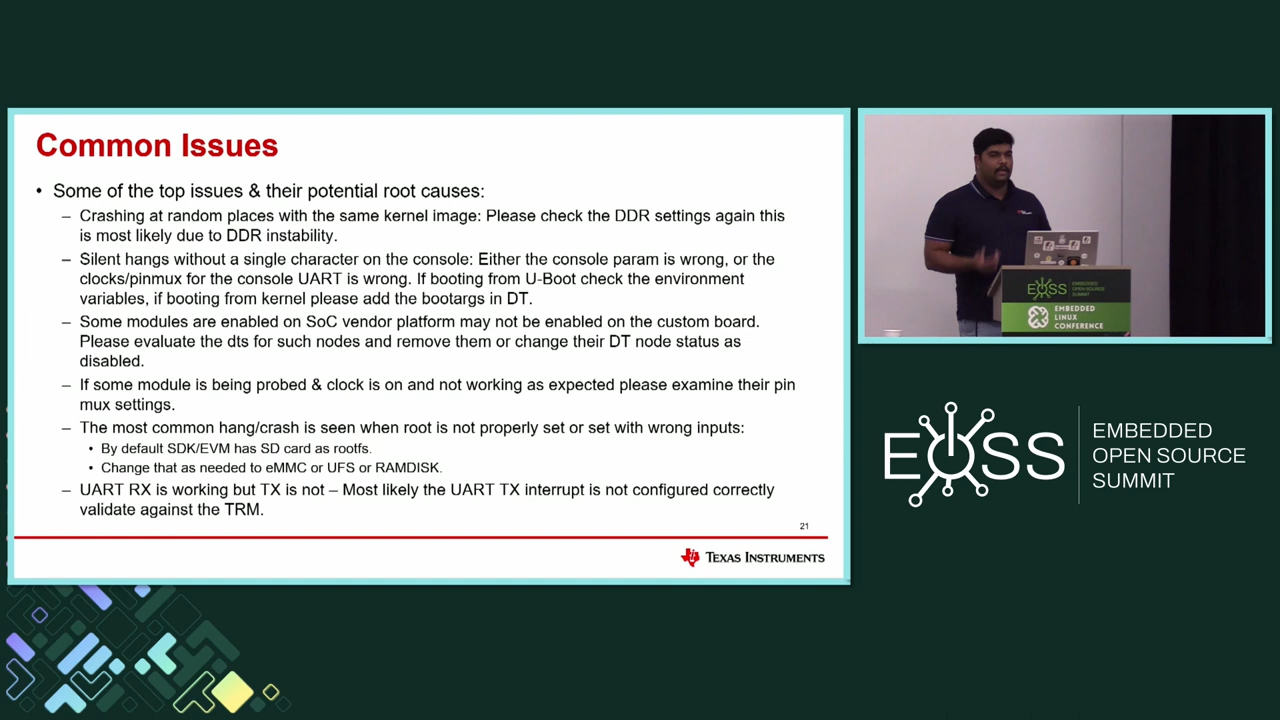 Common Issues
• Some of the top issues & their potential root causes:
– Crashing at random places with the same kernel image: Please check the DDR settings again this
is most likely due to DDR instability.
– Silent hangs without a single character on the console: Either the console param is wrong, or the
clocks/pinmux for the console UART is wrong. If booting from U-Boot check the environment
variables, if booting from kernel please add the bootargs in DT.
– Some modules are enabled on SoC vendor platform may not be enabled on the custom board.
Please evaluate the dts for such nodes and remove them or change their DT node status as
disabled.
– If some module is being probed & clock is on and not working as expected please examine their pin
mux settings.
– The most common hang/crash is seen when root is not properly set or set with wrong inputs:
• By default SDK/EVM has SD card as rootfs.
• Change that as needed to eMMC or UFS or RAMDISK.
– UART RX is working but TX is not – Most likely the UART TX interrupt is not configured correctly
validate against the TRM.
21
TEXAS INSTRUMENTS
EOSS
EMBEDDED
OPEN SOURCE
SUMMIT
EMBEDDED
LINUX
CONFERENCE
EOSS
EMBEDDED
OPEN SOURCE
SUMMIT